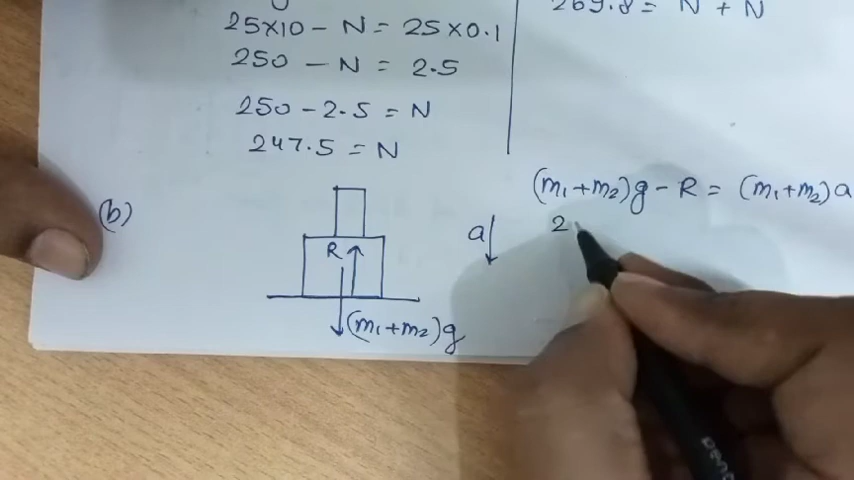 25×10 - N = 25×0.1
250 - N = 2.5
250 - 2.5 = N
247.5 = N
269.8 = N + N
(b)
R
(m₁+m₂)g
a
(m₁+m₂)g - R = (m₁+m₂)a
2